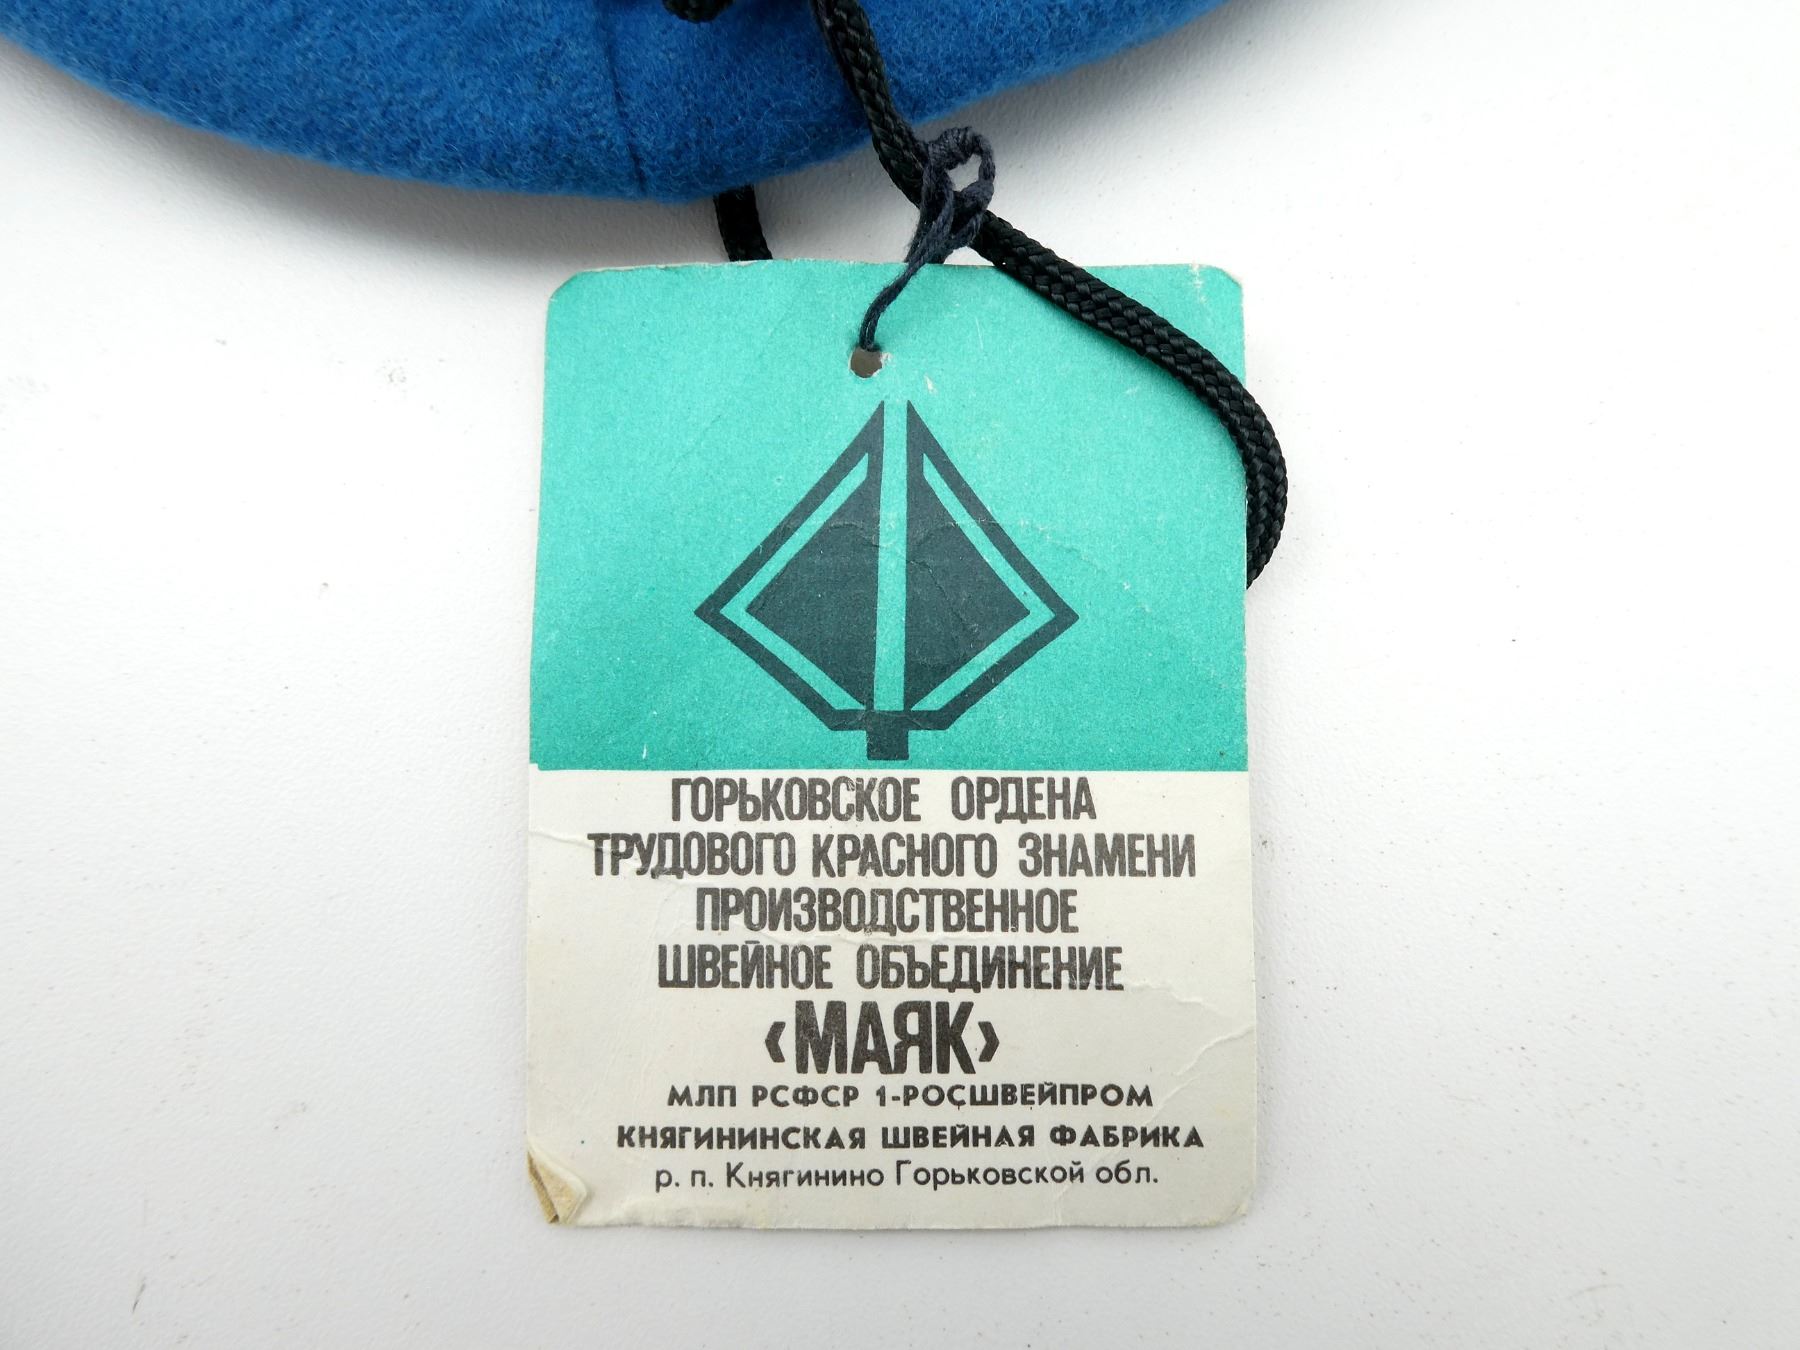 ГОРЬКОВСКОЕ ОРДЕНА
ТРУДОВОГО КРАСНОГО ЗНАМЕНИ
ПРОИЗВОДСТВЕННОЕ
ШВЕЙНОЕ ОБЪЕДИНЕНИЕ
‹МАЯК›
МЛП РСФСР 1-РОСШВЕЙПРОМ
КНЯГИНИНСКАЯ ШВЕЙНАЯ ФАБРИКА
р. п. Княгинино Горьковской обл.